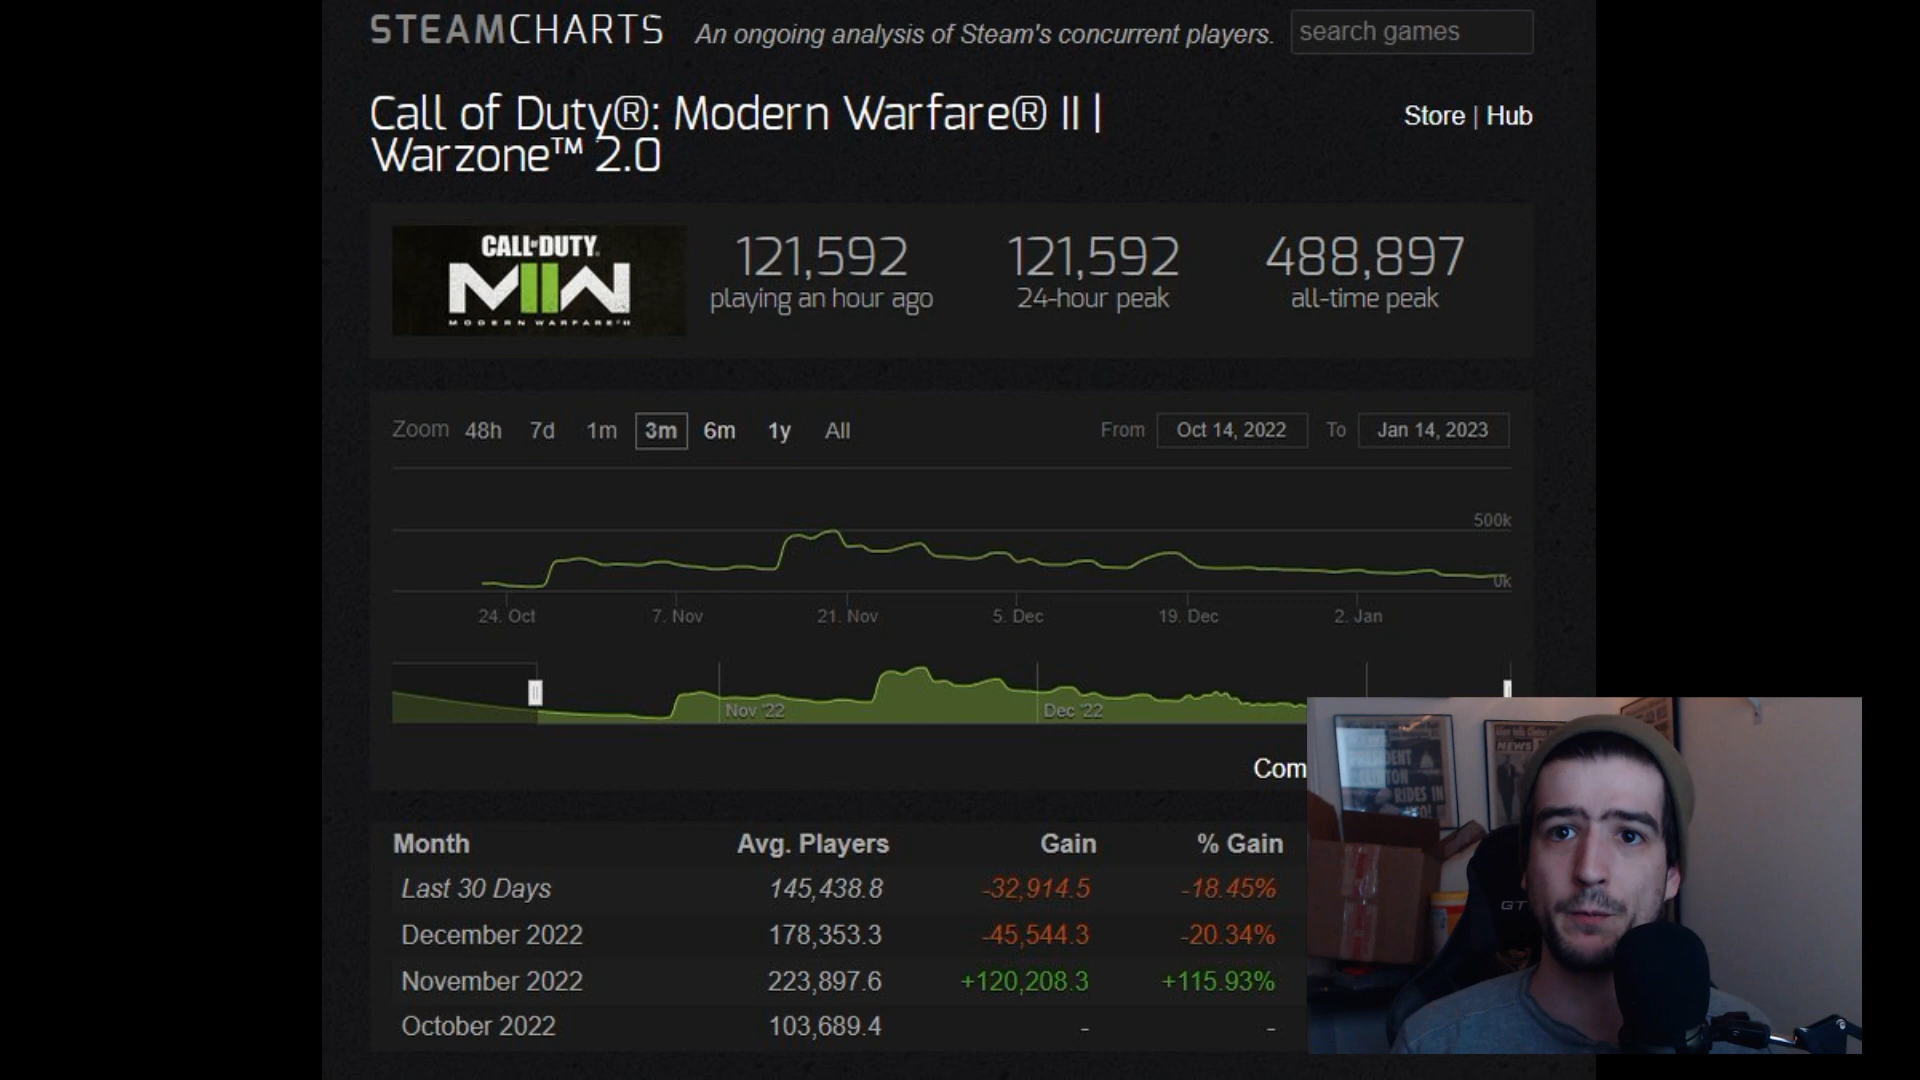 STEAMCHARTS An ongoing analysis of Steam's concurrent players. search games
Call of Duty®: Modern Warfare® II |
Warzone™ 2.0
Store | Hub
CALL OF DUTY
MWII
MODERN WARFARE II
121,592
playing an hour ago
121,592
24-hour peak
488,897
all-time peak
Zoom 48h 7d 1m 3m 6m 1y All From Oct 14, 2022 To Jan 14, 2023
500k
0k
24. Oct 7. Nov 21. Nov 5. Dec 19. Dec 2. Jan
Nov '22 Dec '22
Com
Month Avg. Players Gain % Gain
Last 30 Days 145,438.8 -32,914.5 -18.45%
December 2022 178,353.3 -45,544.3 -20.34%
November 2022 223,897.6 +120,208.3 +115.93%
October 2022 103,689.4 - -
NEWS
RIDES IN
GT